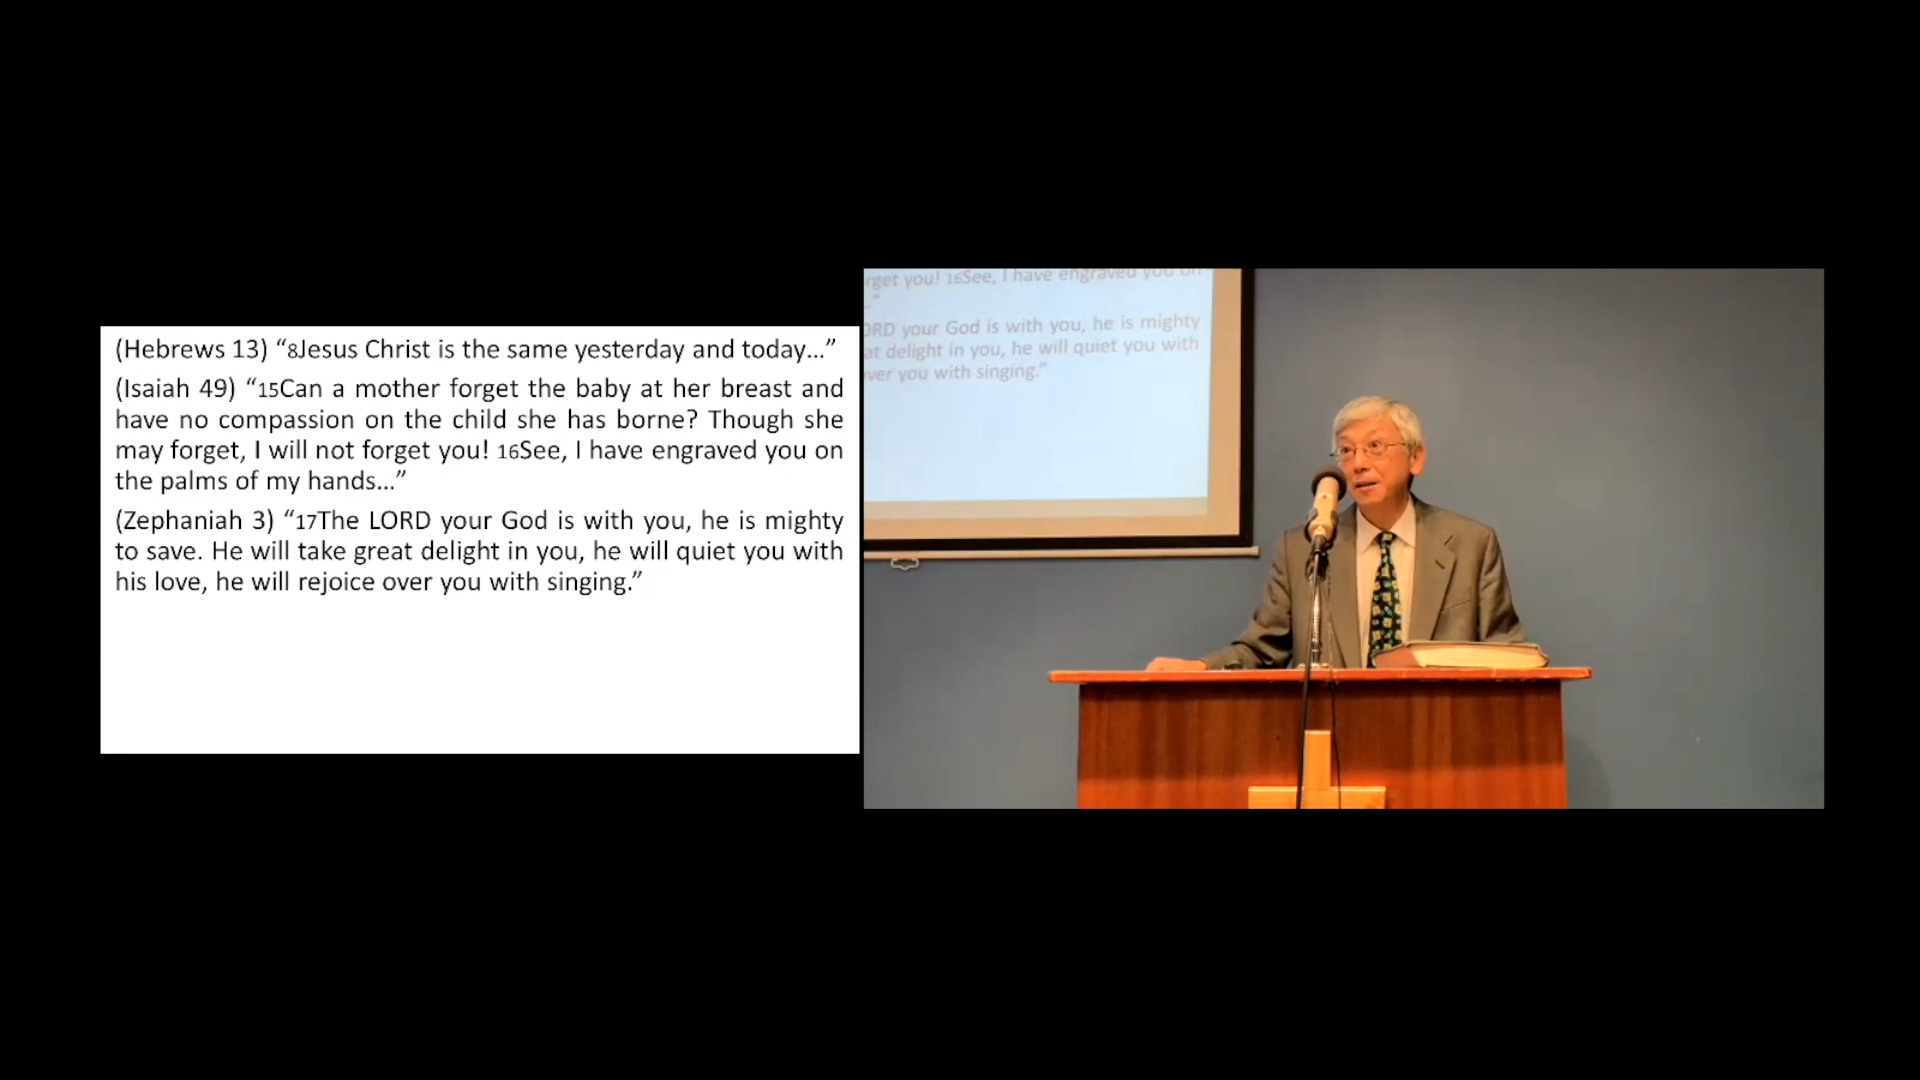 (Hebrews 13) “8Jesus Christ is the same yesterday and today...”
(Isaiah 49) “15Can a mother forget the baby at her breast and
have no compassion on the child she has borne? Though she
may forget, I will not forget you! 16See, I have engraved you on
the palms of my hands...”
(Zephaniah 3) “17The LORD your God is with you, he is mighty
to save. He will take great delight in you, he will quiet you with
his love, he will rejoice over you with singing.”
rget you! 16See, I have engraved you on
.”
ORD your God is with you, he is mighty
at delight in you, he will quiet you with
ver you with singing.”